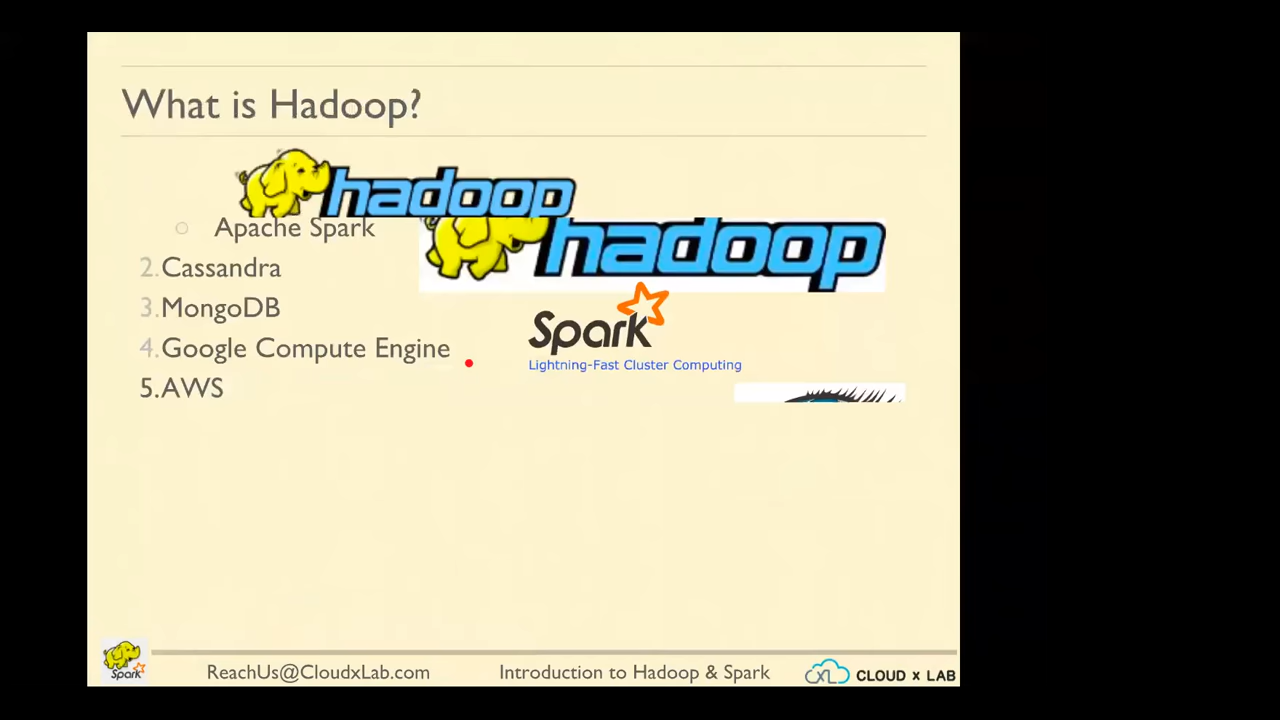 What is Hadoop?
hadoop
Apache Spark
hadoop
2. Cassandra
3. MongoDB
Spark
4. Google Compute Engine
Lightning-Fast Cluster Computing
5. AWS
Spark
ReachUs@CloudxLab.com
Introduction to Hadoop & Spark
CLOUD x LAB